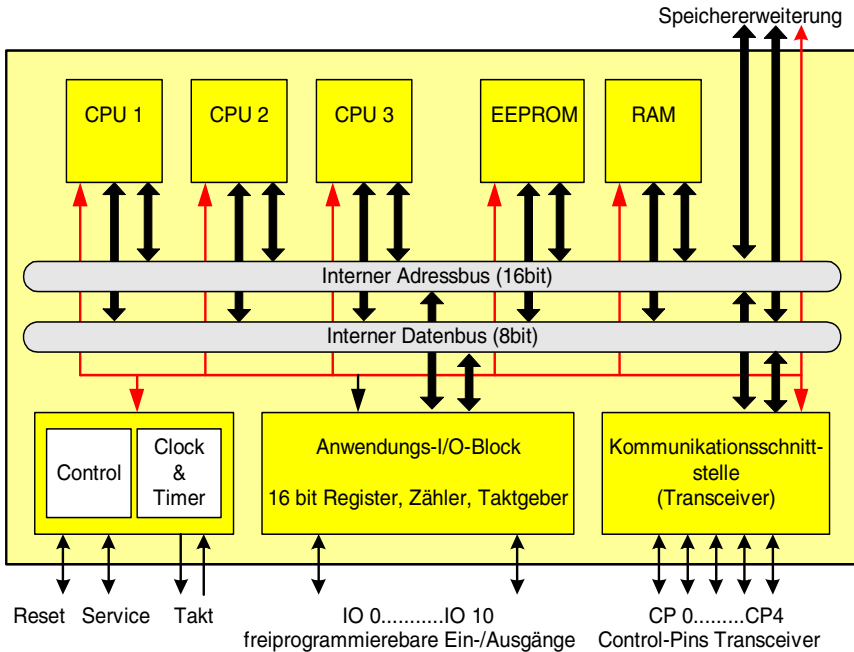 Speichererweiterung
CPU 1
CPU 2
CPU 3
EEPROM
RAM
Interner Adressbus (16bit)
Interner Datenbus (8bit)
Control
Clock
&
Timer
Anwendungs-I/O-Block
16 bit Register, Zähler, Taktgeber
Kommunikationsschnitt-
stelle
(Transceiver)
Reset
Service
Takt
IO 0...........IO 10
freiprogrammierebare Ein-/Ausgänge
CP 0.........CP4
Control-Pins Transceiver